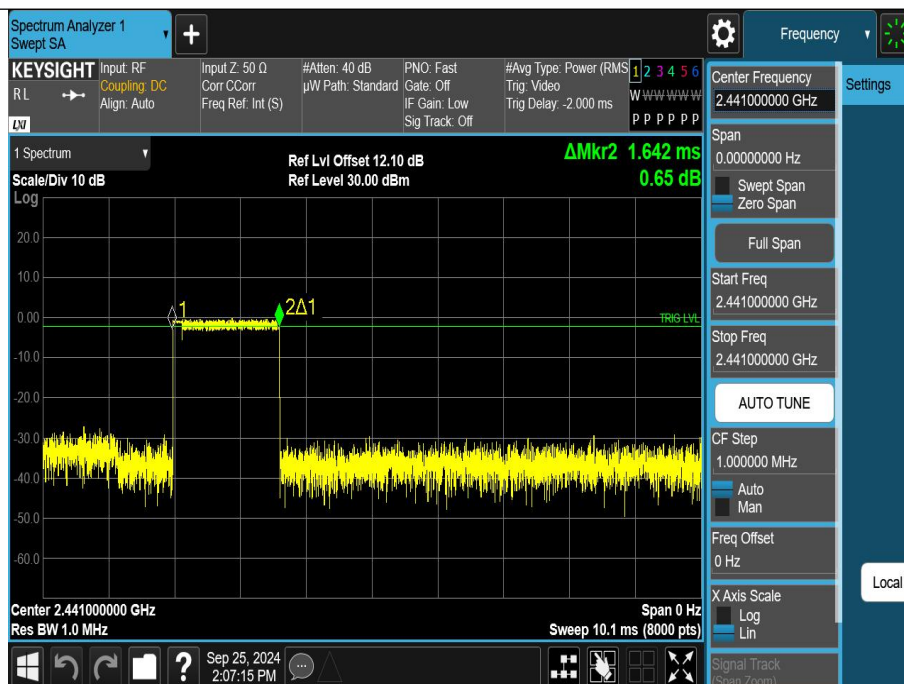 Spectrum Analyzer 1
Swept SA
Frequency
KEYSIGHT
RL
LXI
Input: RF
Coupling: DC
Align: Auto
Input Z: 50 Ω
Corr CCorr
Freq Ref: Int (S)
#Atten: 40 dB
µW Path: Standard
PNO: Fast
Gate: Off
IF Gain: Low
Sig Track: Off
#Avg Type: Power (RMS
Trig: Video
Trig Delay: -2.000 ms
1 2 3 4 5 6
W W W W W W
P P P P P P
Center Frequency
2.441000000 GHz
Settings
Span
0.00000000 Hz
Swept Span
Zero Span
Full Span
Start Freq
2.441000000 GHz
Stop Freq
2.441000000 GHz
AUTO TUNE
CF Step
1.000000 MHz
Auto
Man
Freq Offset
0 Hz
X Axis Scale
Log
Lin
Signal Track
(Span Zoom)
Local
1 Spectrum
Scale/Div 10 dB
Log
Ref Lvl Offset 12.10 dB
Ref Level 30.00 dBm
ΔMkr2 1.642 ms
0.65 dB
20.0
10.0
0.00
-10.0
-20.0
-30.0
-40.0
-50.0
-60.0
1
2Δ1
TRIG LVL
Center 2.441000000 GHz
Res BW 1.0 MHz
Span 0 Hz
Sweep 10.1 ms (8000 pts)
Sep 25, 2024
2:07:15 PM